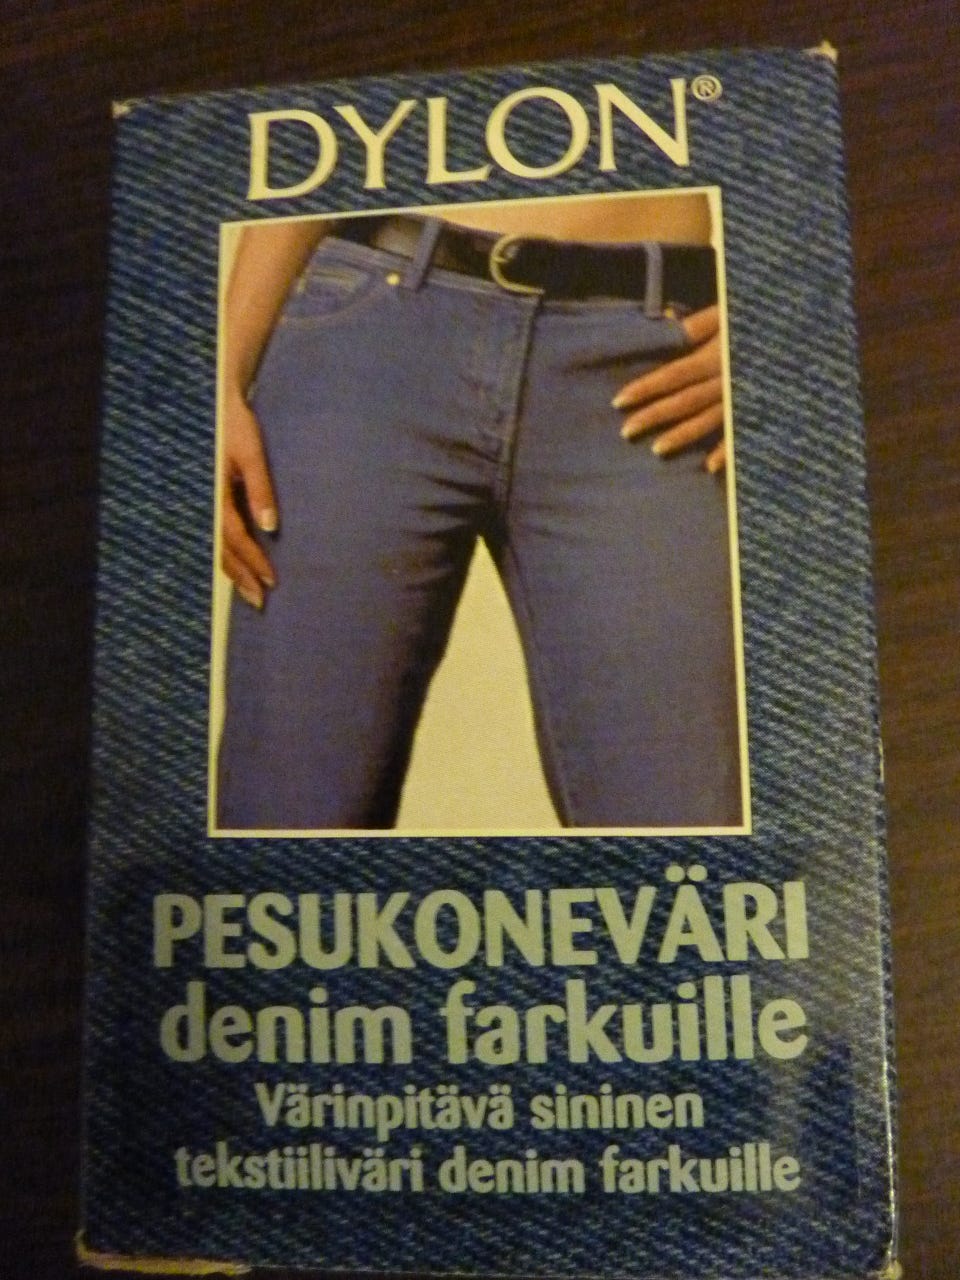 DYLON®
PESUKONEVÄRI
denim farkuille
Värinpitävä sininen
tekstiiliväri denim farkuille